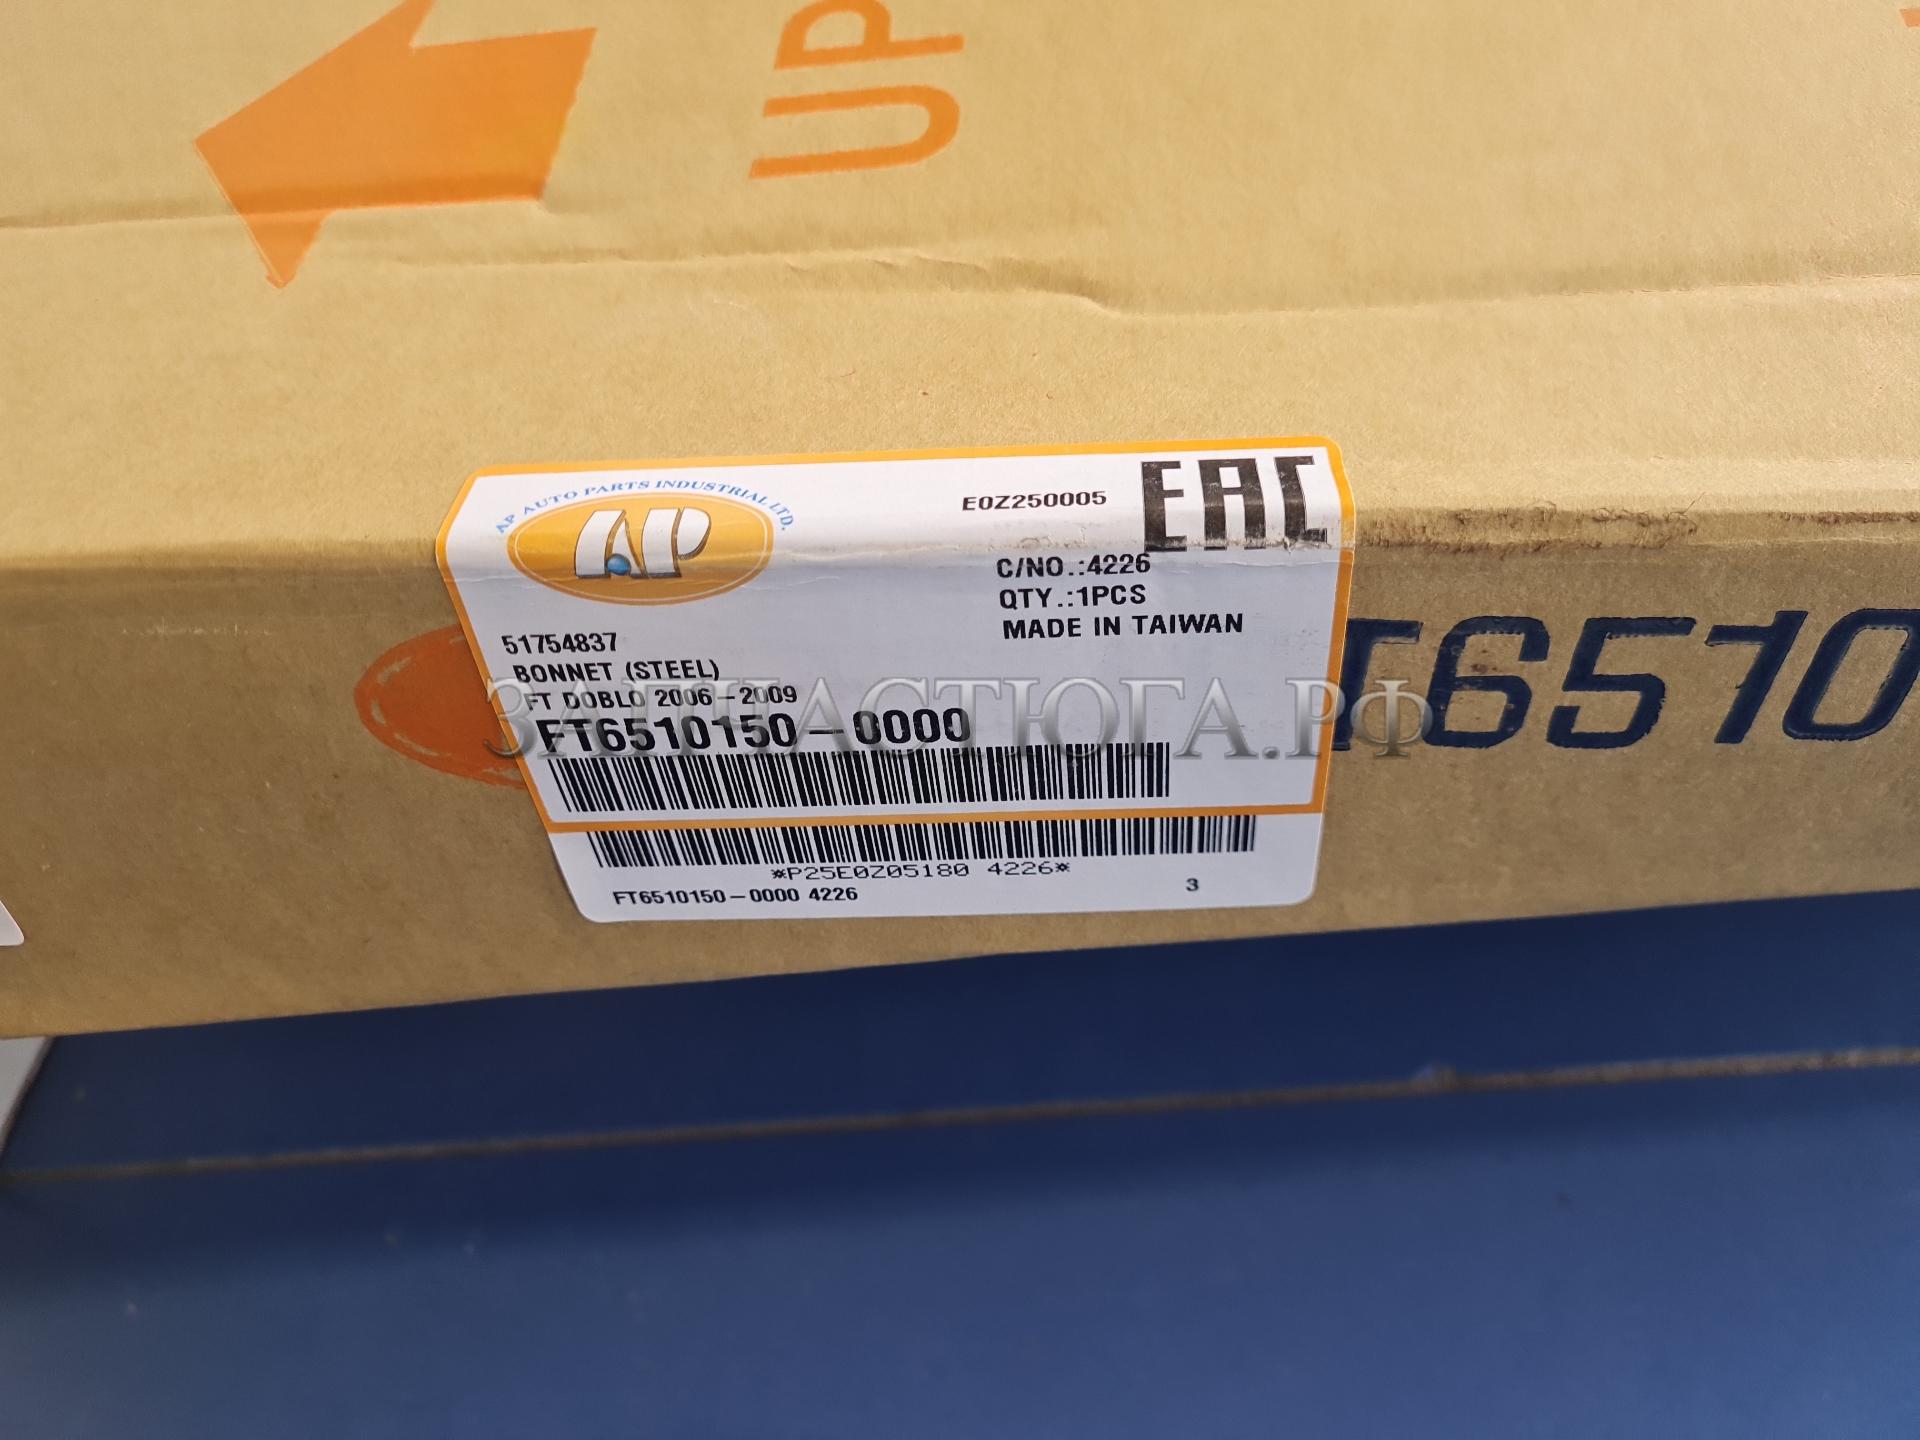 UP
AP AUTO PARTS INDUSTRIAL LTD.
AP
E0Z250005
EAC
C/NO.:4226
QTY.:1PCS
MADE IN TAIWAN
51754837
BONNET (STEEL)
FT DOBLO 2006-2009
FT6510150-0000
ЗАПЧАСТЮГА.РФ
T6510
*P25E0Z05180 4226*
FT6510150-0000 4226
3